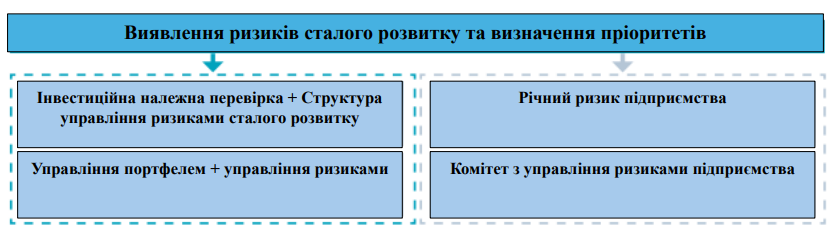 Виявлення ризиків сталого розвитку та визначення пріоритетів
Інвестиційна належна перевірка + Структура
управління ризиками сталого розвитку
Річний ризик підприємства
Управління портфелем + управління ризиками
Комітет з управління ризиками підприємства